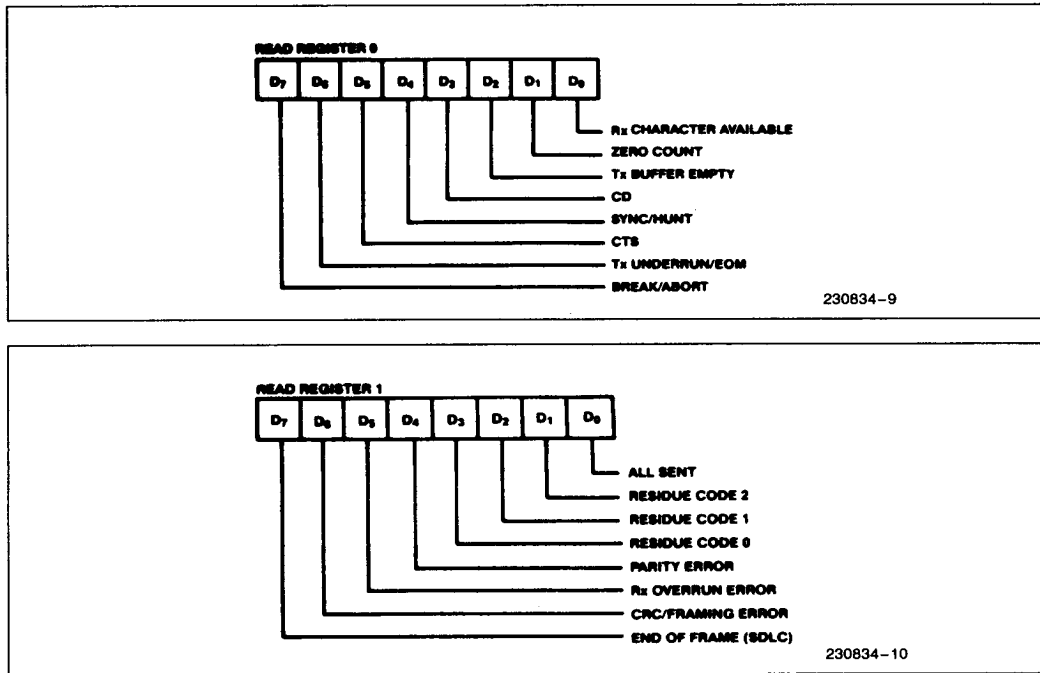 READ REGISTER 0
D7 D6 D5 D4 D3 D2 D1 D0
Rx CHARACTER AVAILABLE
ZERO COUNT
Tx BUFFER EMPTY
CD
SYNC/HUNT
CTS
Tx UNDERRUN/EOM
BREAK/ABORT
230834-9
READ REGISTER 1
D7 D6 D5 D4 D3 D2 D1 D0
ALL SENT
RESIDUE CODE 2
RESIDUE CODE 1
RESIDUE CODE 0
PARITY ERROR
Rx OVERRUN ERROR
CRC/FRAMING ERROR
END OF FRAME (SDLC)
230834-10